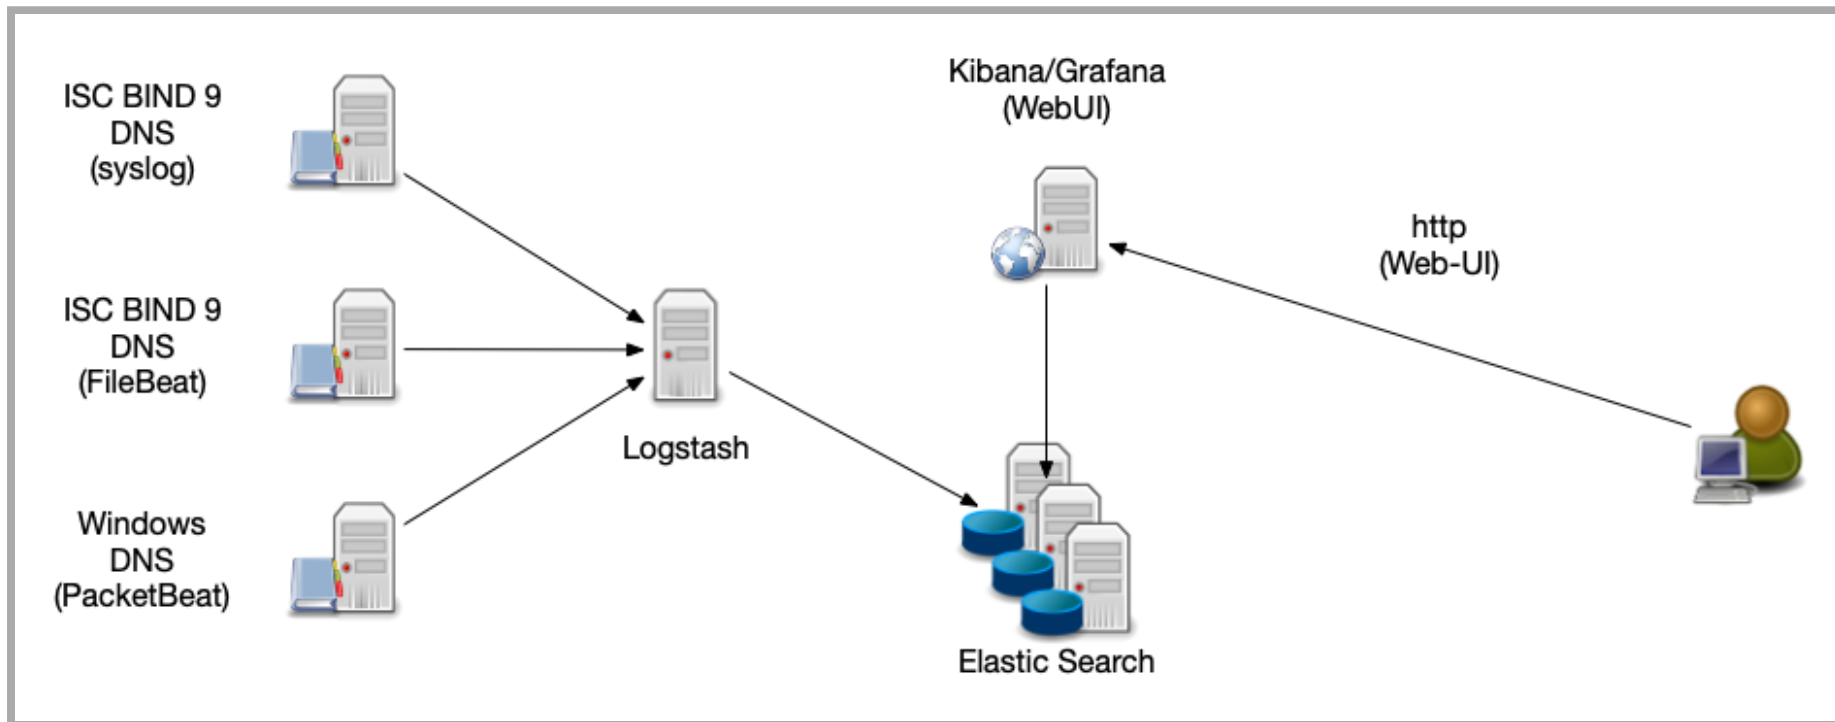 ISC BIND 9
DNS
(syslog)
ISC BIND 9
DNS
(FileBeat)
Windows
DNS
(PacketBeat)
Logstash
Kibana/Grafana
(WebUI)
http
(Web-UI)
Elastic Search